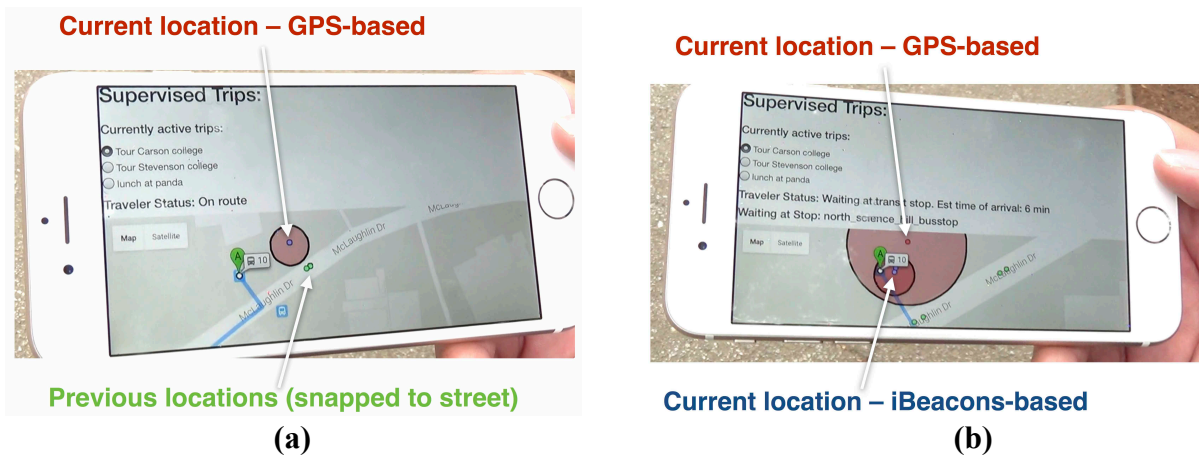 Current location – GPS-based
Supervised Trips:
Currently active trips:
Tour Carson college
Tour Stevenson college
lunch at panda
Traveler Status: On route
Map Satellite
A
10
McLaughlin Dr
McLaughlin Dr
Previous locations (snapped to street)
(a)
Current location – GPS-based
Supervised Trips:
Currently active trips:
Tour Carson college
Tour Stevenson college
lunch at panda
Traveler Status: Waiting at transit stop. Est time of arrival: 6 min
Waiting at Stop: north_science_hill_busstop
Map Satellite
A
10
McLaughlin Dr
Current location – iBeacons-based
(b)